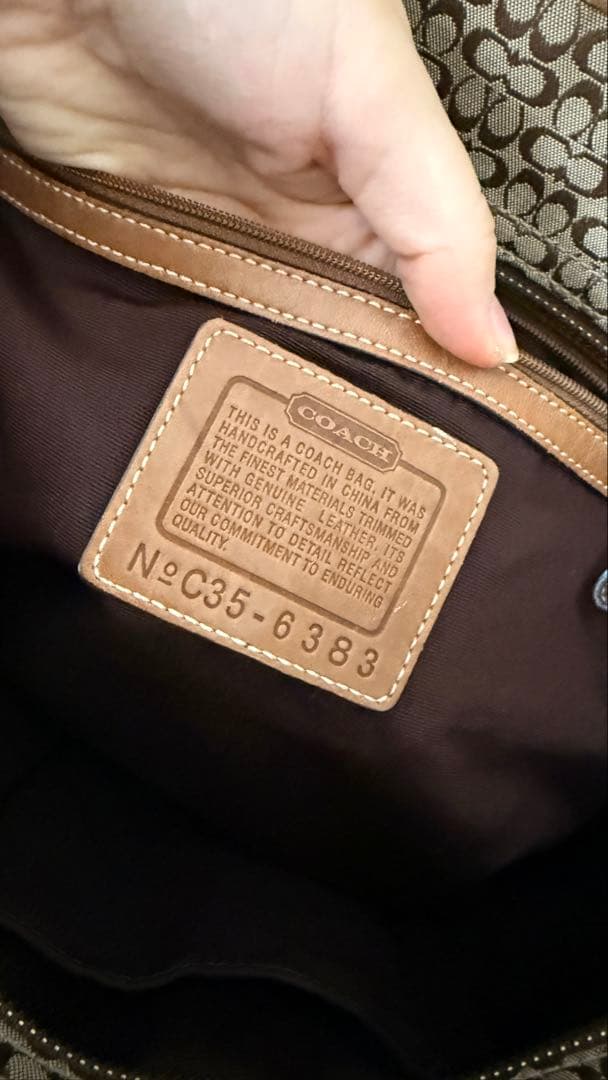 COACH
THIS IS A COACH BAG. IT WAS
HANDCRAFTED IN CHINA FROM
THE FINEST MATERIALS TRIMMED
WITH GENUINE LEATHER. ITS
SUPERIOR CRAFTSMANSHIP AND
ATTENTION TO DETAIL REFLECT
OUR COMMITMENT TO ENDURING
QUALITY.
Nº C35-6383